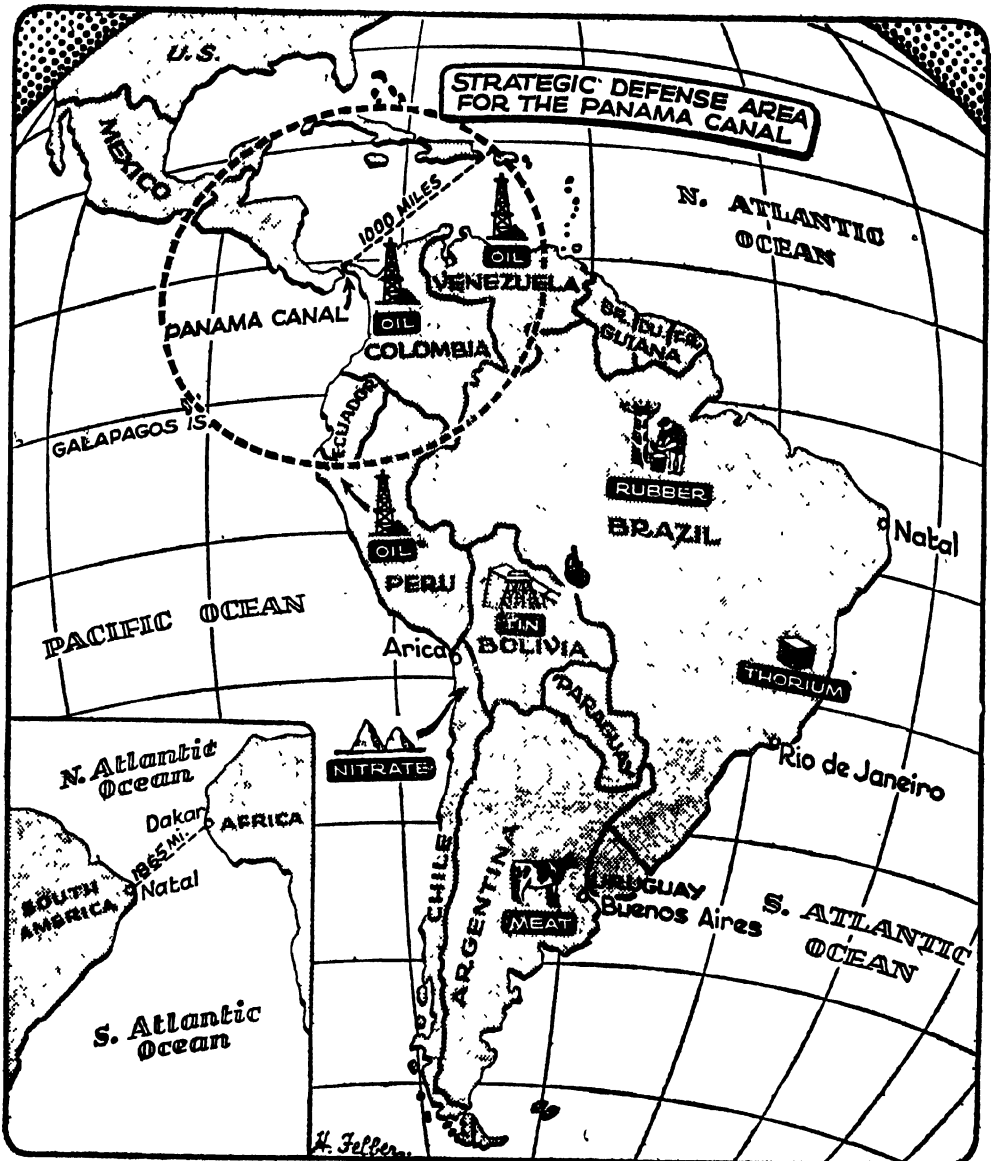 U.S.
STRATEGIC DEFENSE AREA
FOR THE PANAMA CANAL
MEXICO
N. ATLANTIC
OCEAN
1000 MILES
OIL
VENEZUELA
PANAMA CANAL
OIL
COLOMBIA
BR. DU. FR.
GUIANA
ECUADOR
GALAPAGOS IS.
RUBBER
BRAZIL
Natal
OIL
PERU
PACIFIC OCEAN
TIN
BOLIVIA
Arica
THORIUM
PARAGUAY
NITRATE
Rio de Janeiro
CHILE
ARGENTINA
MEAT
URUGUAY
Buenos Aires
S. ATLANTIC
OCEAN
N. Atlantic
Ocean
Dakar
AFRICA
1865 MI.
SOUTH
AMERICA
Natal
S. Atlantic
Ocean
H. Felber